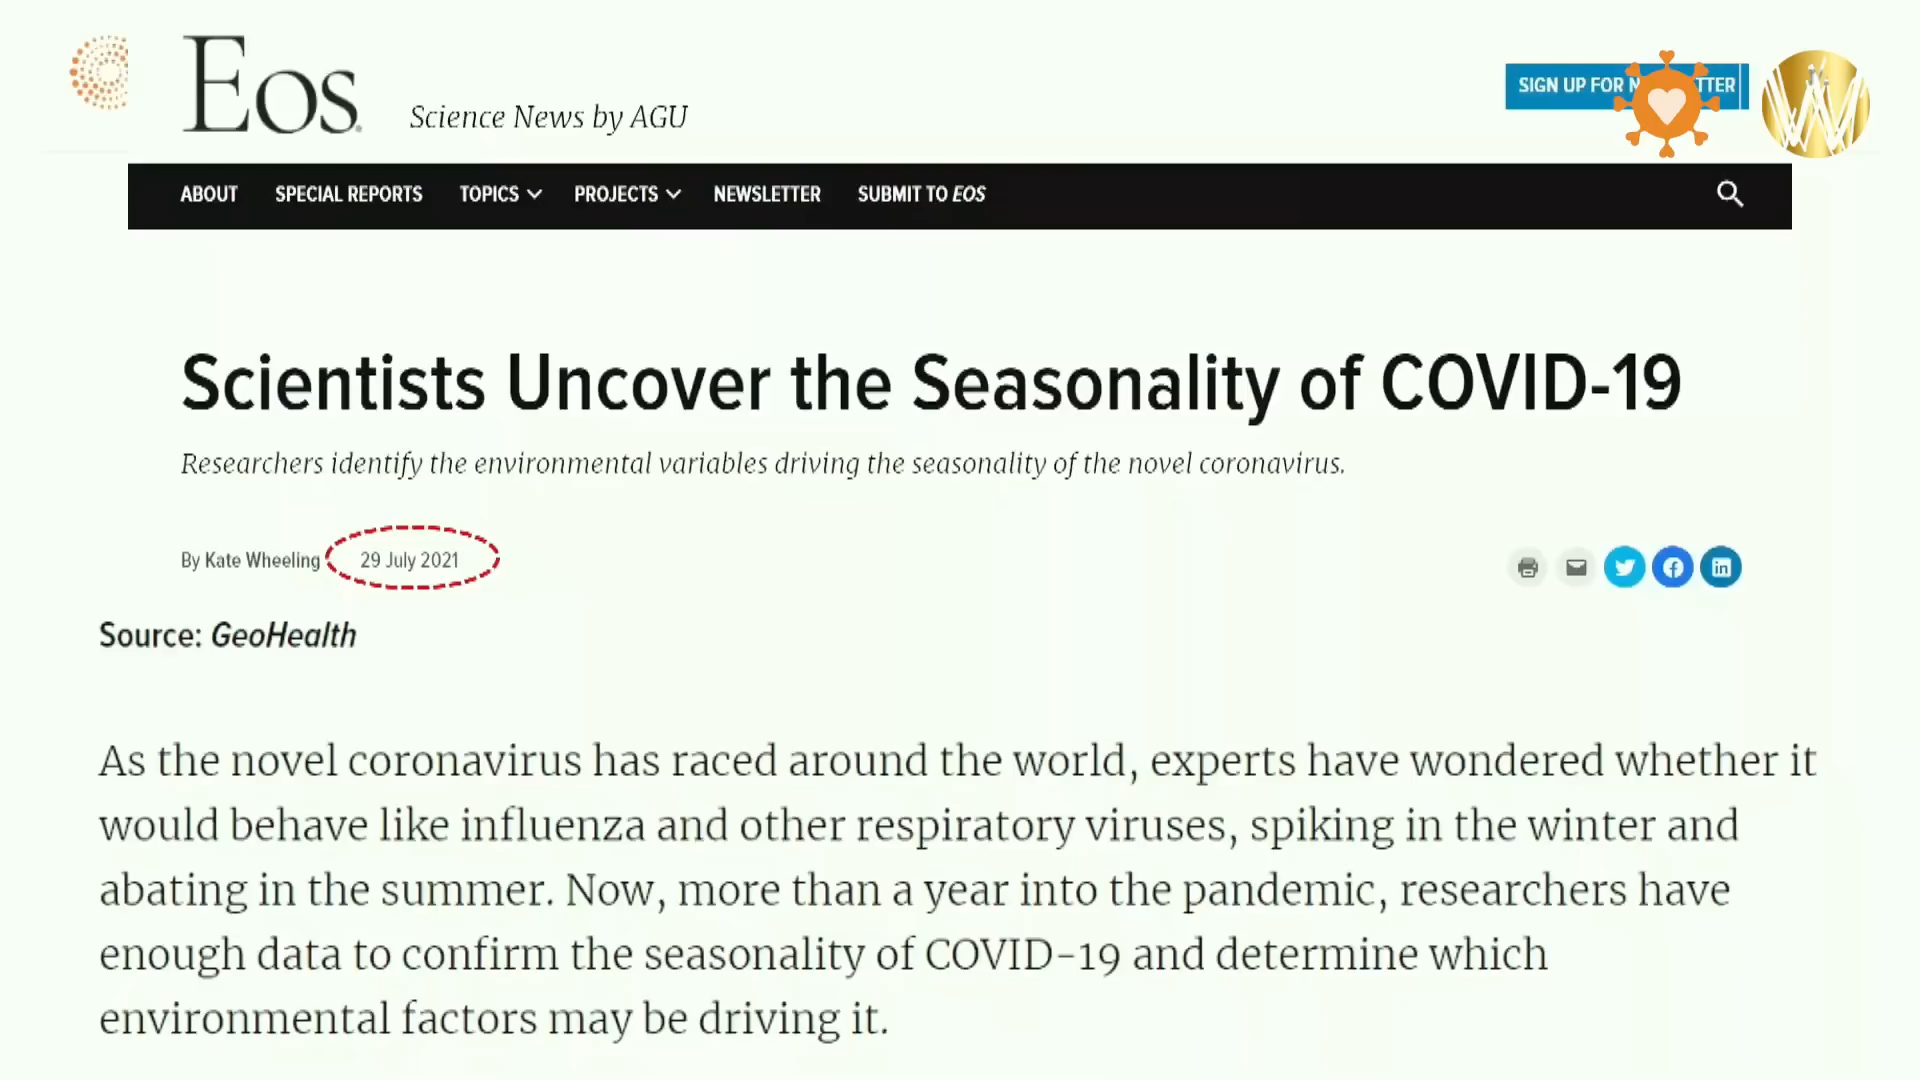 Eos
Science News by AGU
SIGN UP FOR N TTER
ABOUT SPECIAL REPORTS TOPICS PROJECTS NEWSLETTER SUBMIT TO EOS
Scientists Uncover the Seasonality of COVID-19
Researchers identify the environmental variables driving the seasonality of the novel coronavirus.
By Kate Wheeling 29 July 2021
Source: GeoHealth
As the novel coronavirus has raced around the world, experts have wondered whether it
would behave like influenza and other respiratory viruses, spiking in the winter and
abating in the summer. Now, more than a year into the pandemic, researchers have
enough data to confirm the seasonality of COVID-19 and determine which
environmental factors may be driving it.